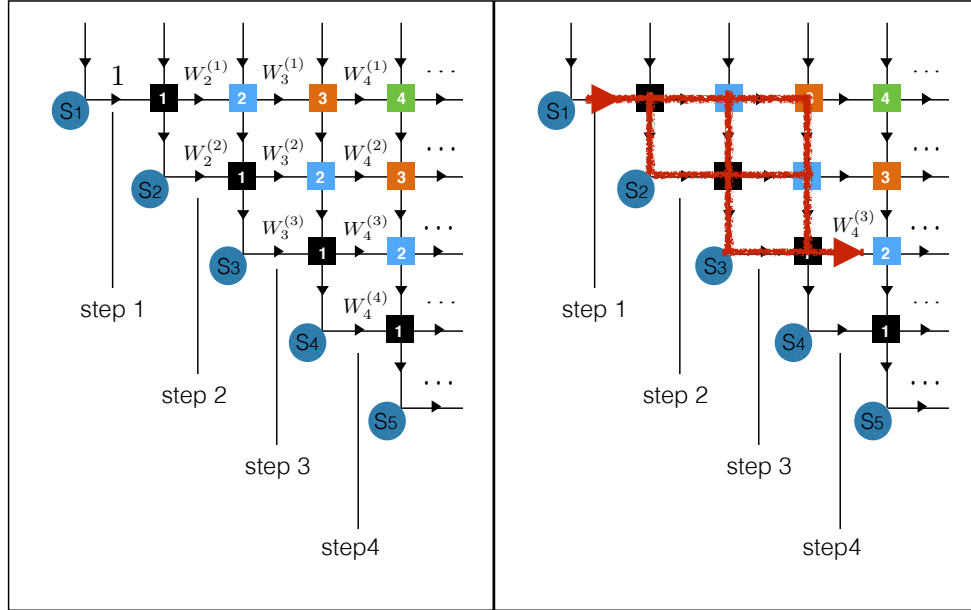 1 W_2^{(1)} W_3^{(1)} W_4^{(1)} ...
S1 1 2 3 4
W_2^{(2)} W_3^{(2)} W_4^{(2)} ...
S2 1 2 3
W_3^{(3)} W_4^{(3)} ...
S3 1 2
step 1
W_4^{(4)} ...
S4 1
step 2
...
S5
step 3
step4
...
S1 4
...
S2 3
W_4^{(3)} ...
S3 2
step 1
...
S4 1
step 2
...
S5
step 3
step4